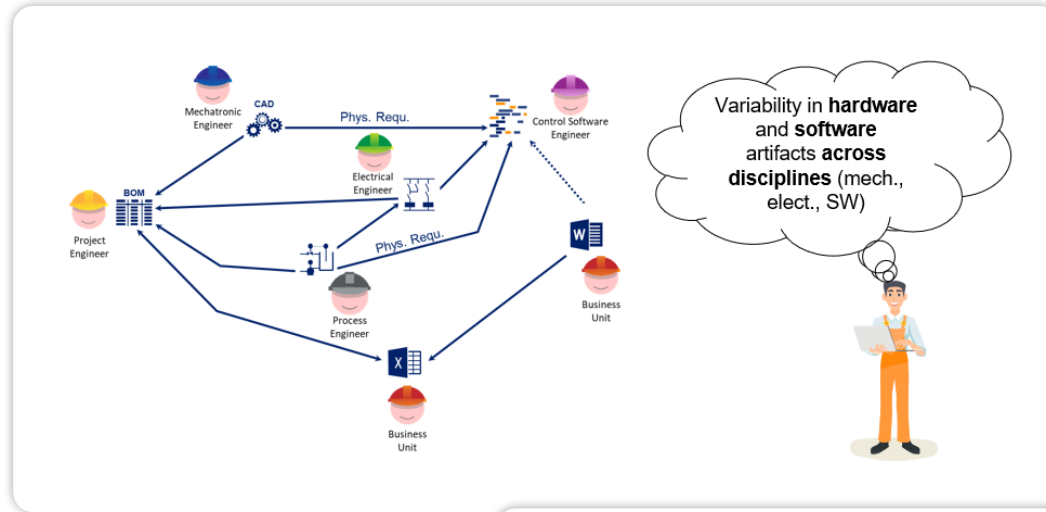 Mechatronic
Engineer
CAD
Phys. Requ.
Control Software
Engineer
Electrical
Engineer
BOM
Project
Engineer
Phys. Requ.
Process
Engineer
W
Business
Unit
X
Business
Unit
Variability in hardware
and software
artifacts across
disciplines (mech.,
elect., SW)